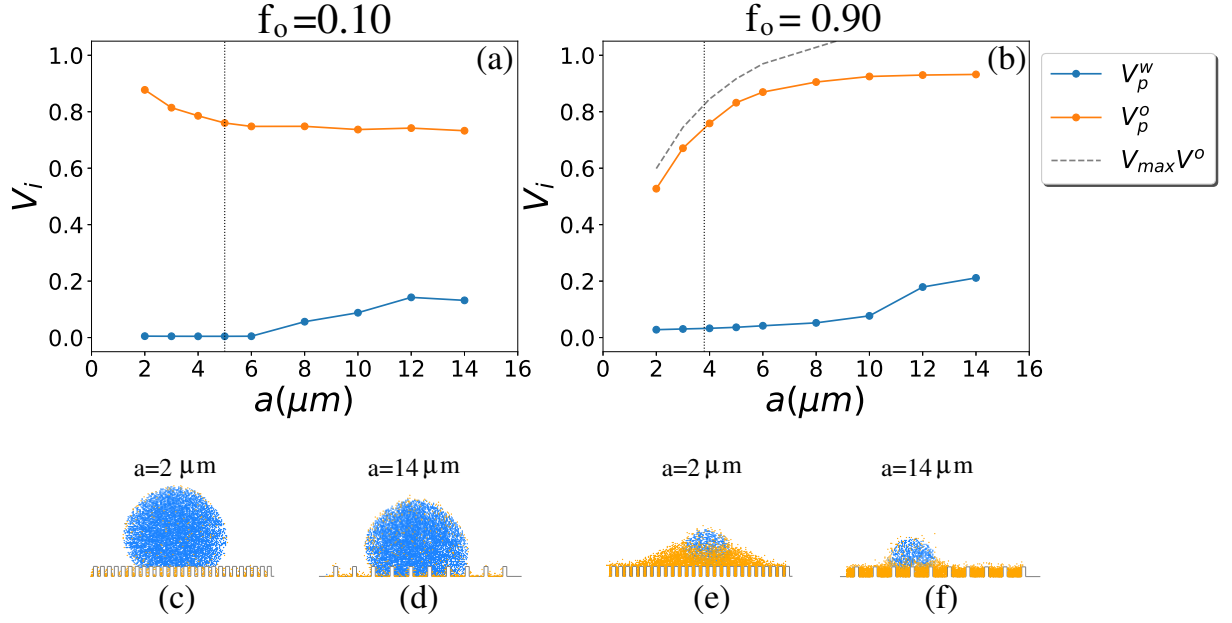 f₀=0.10
f₀ = 0.90
(a)
(b)
V_i
1.0
0.8
0.6
0.4
0.2
0.0
0 2 4 6 8 10 12 14 16
a(μm)
V_i
1.0
0.8
0.6
0.4
0.2
0.0
0 2 4 6 8 10 12 14 16
a(μm)
V_p^w
V_p^o
V_max V^o
a=2 μm
a=14 μm
a=2 μm
a=14 μm
(c)
(d)
(e)
(f)